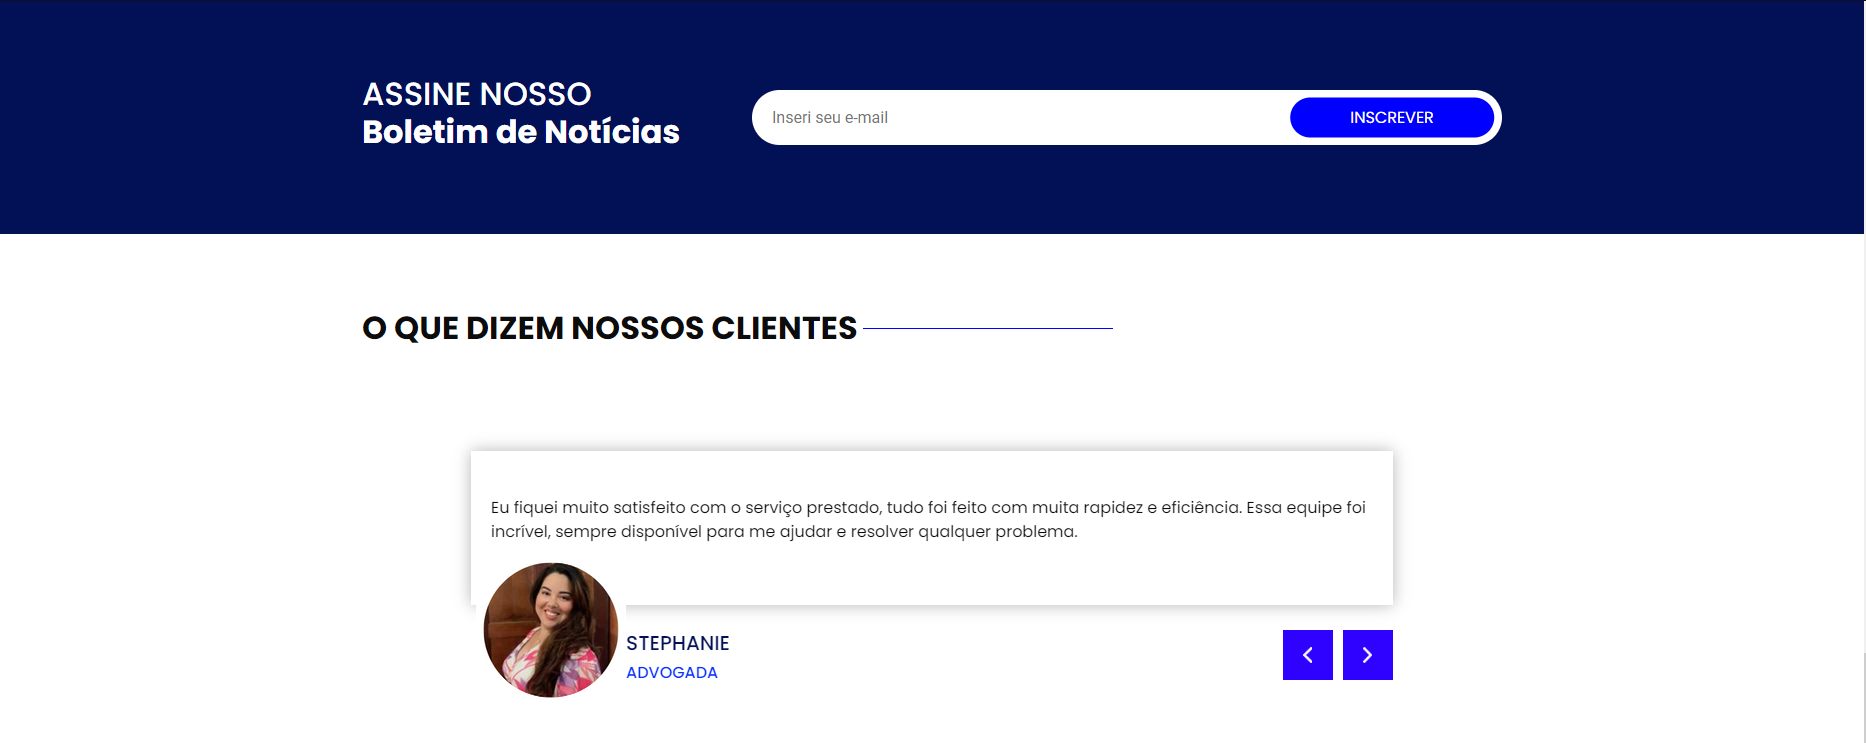 ASSINE NOSSO
Boletim de Notícias
Inseri seu e-mail
INSCREVER
O QUE DIZEM NOSSOS CLIENTES
Eu fiquei muito satisfeito com o serviço prestado, tudo foi feito com muita rapidez e eficiência. Essa equipe foi
incrível, sempre disponível para me ajudar e resolver qualquer problema.
STEPHANIE
ADVOGADA